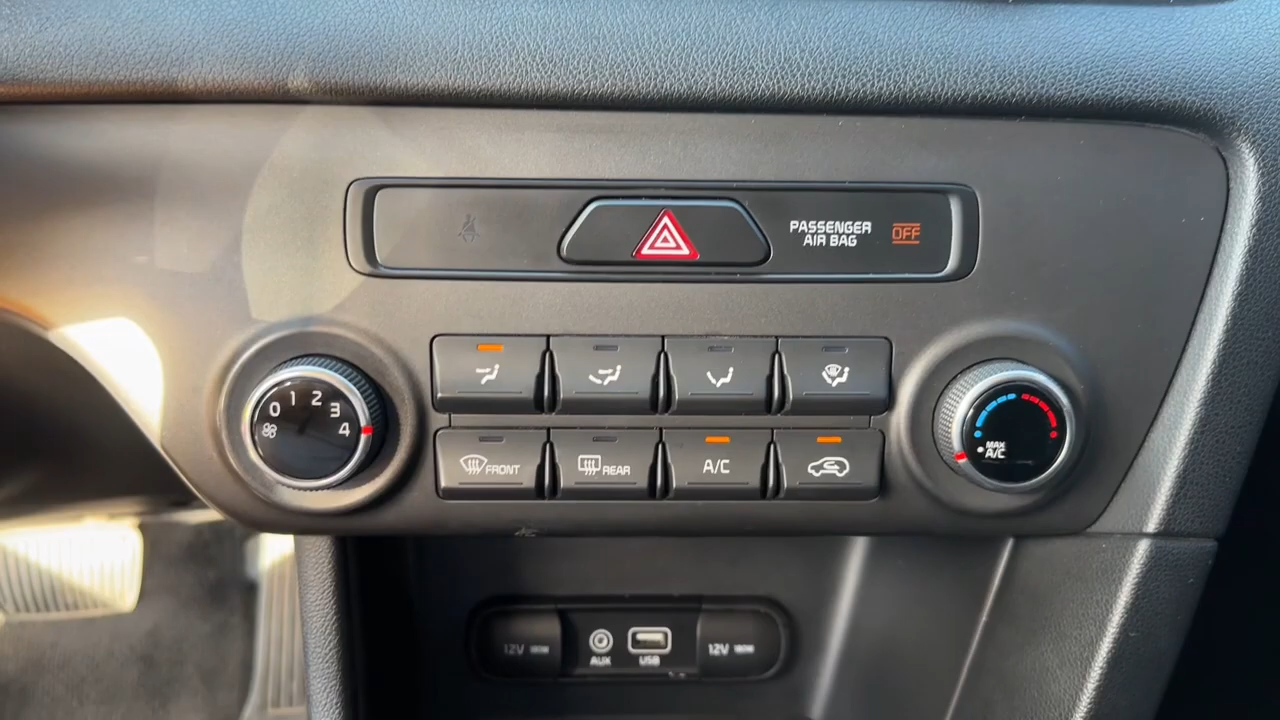 PASSENGER
AIR BAG
OFF
0 1 2 3 4
FRONT
REAR
A/C
MAX
A/C
12V
AUX
USB
12V